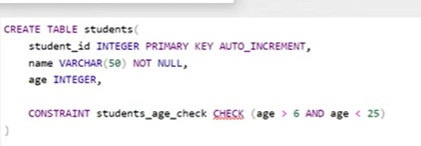 CREATE TABLE students(
student_id INTEGER PRIMARY KEY AUTO_INCREMENT,
name VARCHAR(50) NOT NULL,
age INTEGER,
CONSTRAINT students_age_check CHECK (age > 6 AND age < 25)
)